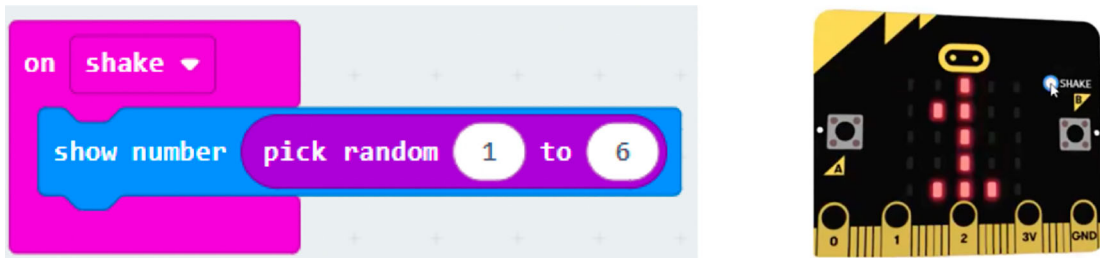 on shake
show number pick random 1 to 6
SHAKE
B
A
0 1 2 3V GND